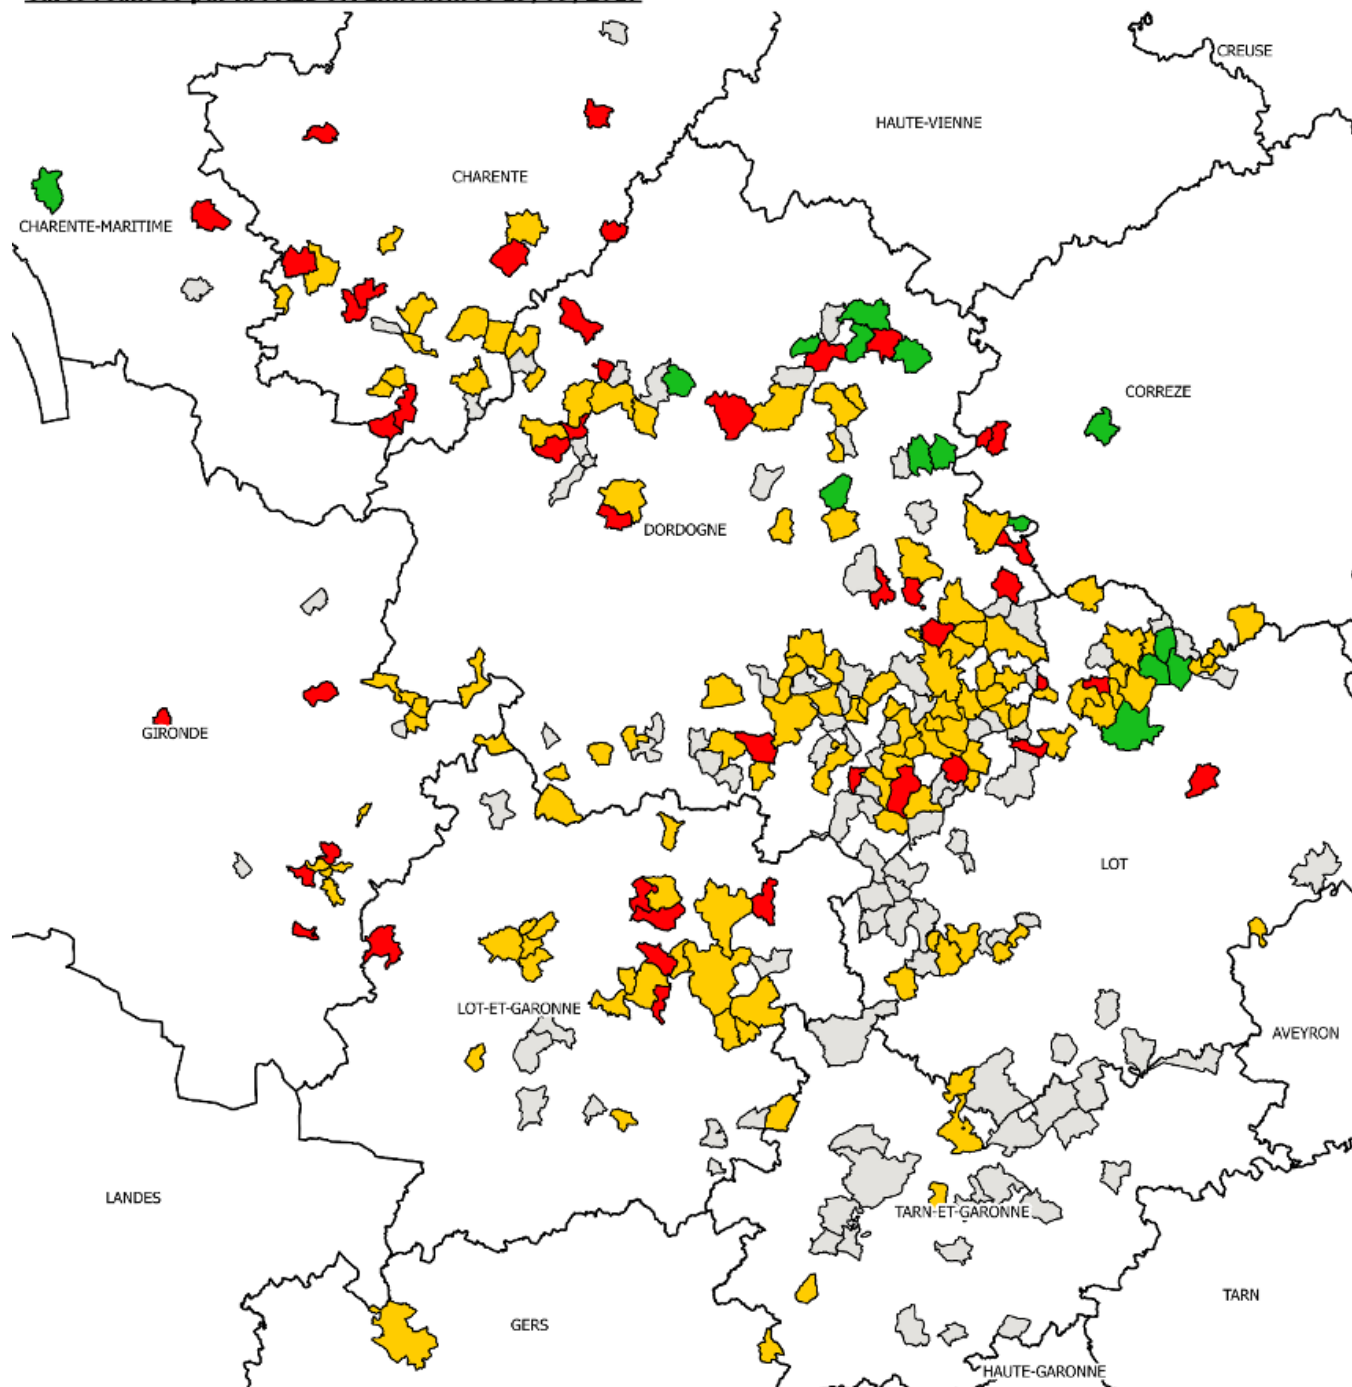 CREUSE
HAUTE-VIENNE
CHARENTE
CHARENTE-MARITIME
CORREZE
DORDOGNE
GIRONDE
LOT
LOT-ET-GARONNE
AVEYRON
LANDES
TARN-ET-GARONNE
TARN
GERS
HAUTE-GARONNE